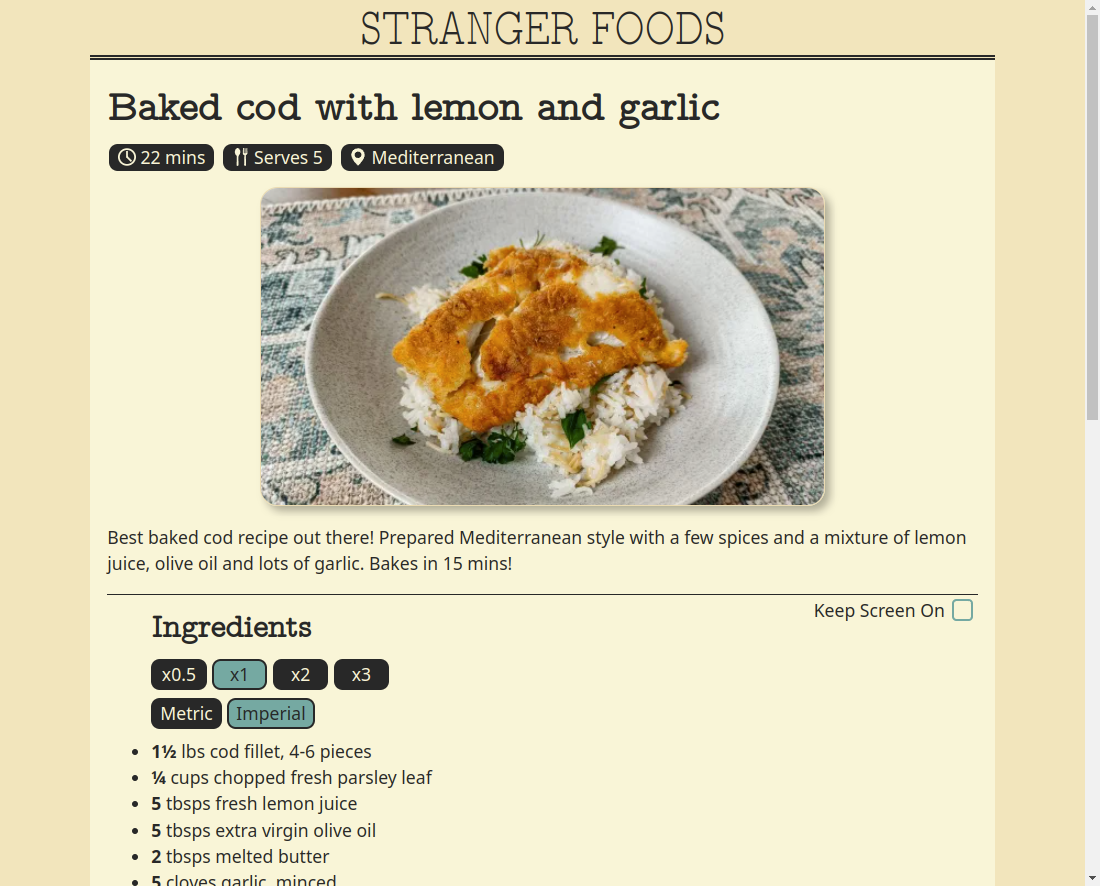 STRANGER FOODS
Baked cod with lemon and garlic
22 mins Serves 5 Mediterranean
Best baked cod recipe out there! Prepared Mediterranean style with a few spices and a mixture of lemon
juice, olive oil and lots of garlic. Bakes in 15 mins!
Keep Screen On
Ingredients
x0.5 x1 x2 x3
Metric Imperial
• 1½ lbs cod fillet, 4-6 pieces
• ¼ cups chopped fresh parsley leaf
• 5 tbsps fresh lemon juice
• 5 tbsps extra virgin olive oil
• 2 tbsps melted butter
• 5 cloves garlic, minced